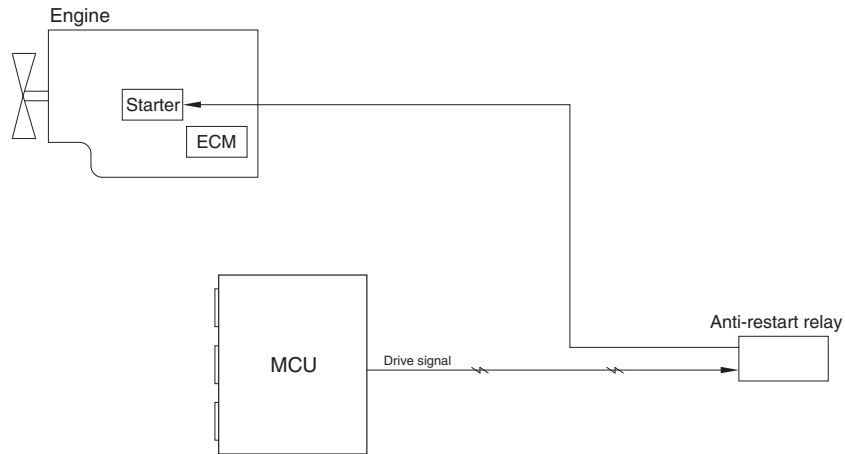 Engine
Starter
ECM
Anti-restart relay
Drive signal
MCU